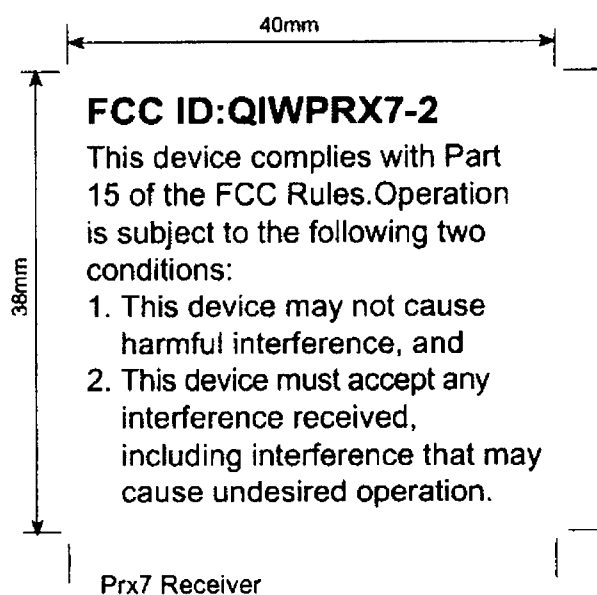 40mm
38mm
FCC ID:QIWPRX7-2
This device complies with Part
15 of the FCC Rules.Operation
is subject to the following two
conditions:
1. This device may not cause
harmful interference, and
2. This device must accept any
interference received,
including interference that may
cause undesired operation.
Prx7 Receiver